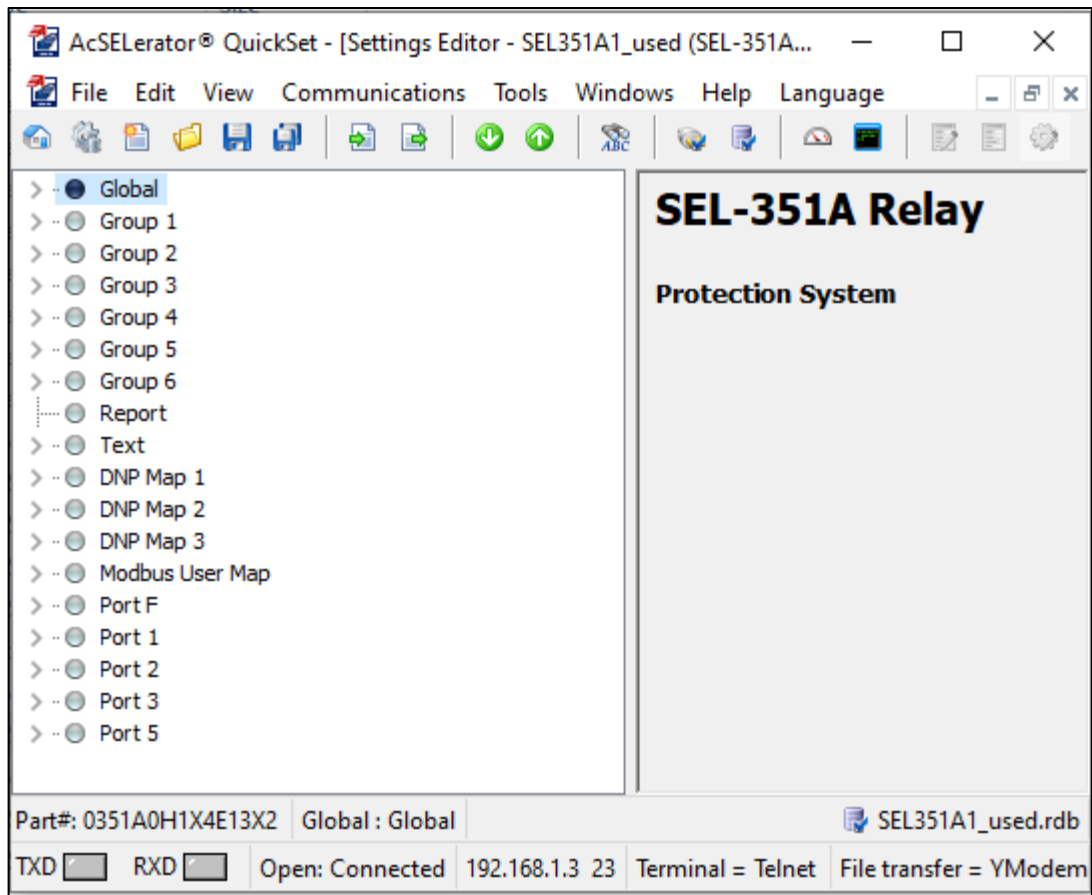 AcSELerator® QuickSet - [Settings Editor - SEL351A1_used (SEL-351A...
File Edit View Communications Tools Windows Help Language
ABC
Global
Group 1
Group 2
Group 3
Group 4
Group 5
Group 6
Report
Text
DNP Map 1
DNP Map 2
DNP Map 3
Modbus User Map
Port F
Port 1
Port 2
Port 3
Port 5
SEL-351A Relay
Protection System
Part#: 0351A0H1X4E13X2 Global : Global SEL351A1_used.rdb
TXD RXD Open: Connected 192.168.1.3 23 Terminal = Telnet File transfer = YModem